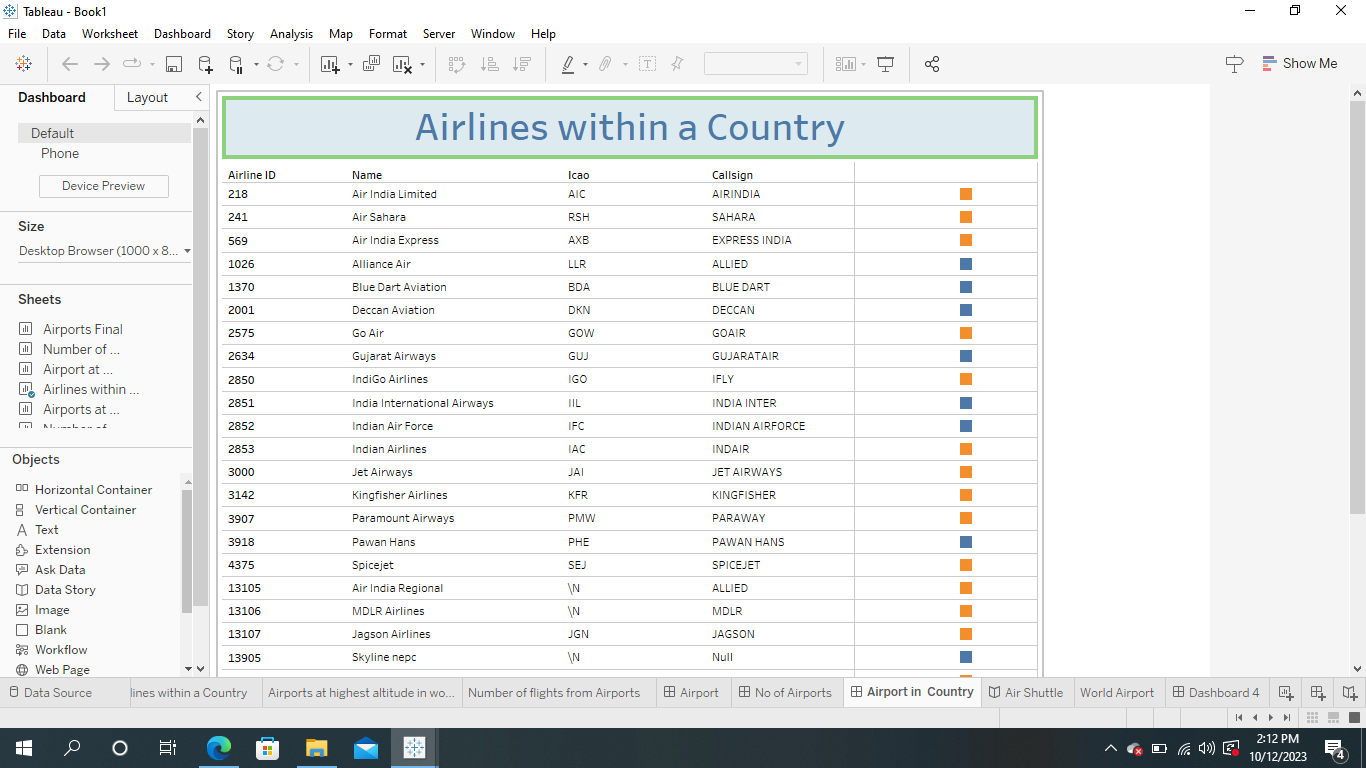 Tableau - Book1
File Data Worksheet Dashboard Story Analysis Map Format Server Window Help
Show Me
Dashboard Layout
Default
Phone
Device Preview
Size
Desktop Browser (1000 x 8...
Sheets
Airports Final
Number of ...
Airport at ...
Airlines within ...
Airports at ...
Number of
Objects
Horizontal Container
Vertical Container
Text
Extension
Ask Data
Data Story
Image
Blank
Workflow
Web Page
Airlines within a Country
Airline ID Name Icao Callsign
218 Air India Limited AIC AIRINDIA
241 Air Sahara RSH SAHARA
569 Air India Express AXB EXPRESS INDIA
1026 Alliance Air LLR ALLIED
1370 Blue Dart Aviation BDA BLUE DART
2001 Deccan Aviation DKN DECCAN
2575 Go Air GOW GOAIR
2634 Gujarat Airways GUJ GUJARATAIR
2850 IndiGo Airlines IGO IFLY
2851 India International Airways IIL INDIA INTER
2852 Indian Air Force IFC INDIAN AIRFORCE
2853 Indian Airlines IAC INDAIR
3000 Jet Airways JAI JET AIRWAYS
3142 Kingfisher Airlines KFR KINGFISHER
3907 Paramount Airways PMW PARAWAY
3918 Pawan Hans PHE PAWAN HANS
4375 Spicejet SEJ SPICEJET
13105 Air India Regional \N ALLIED
13106 MDLR Airlines \N MDLR
13107 Jagson Airlines JGN JAGSON
13905 Skyline nepc \N Null
Data Source lines within a Country Airports at highest altitude in wo... Number of flights from Airports Airport No of Airports Airport in Country Air Shuttle World Airport Dashboard 4
2:12 PM
10/12/2023
4